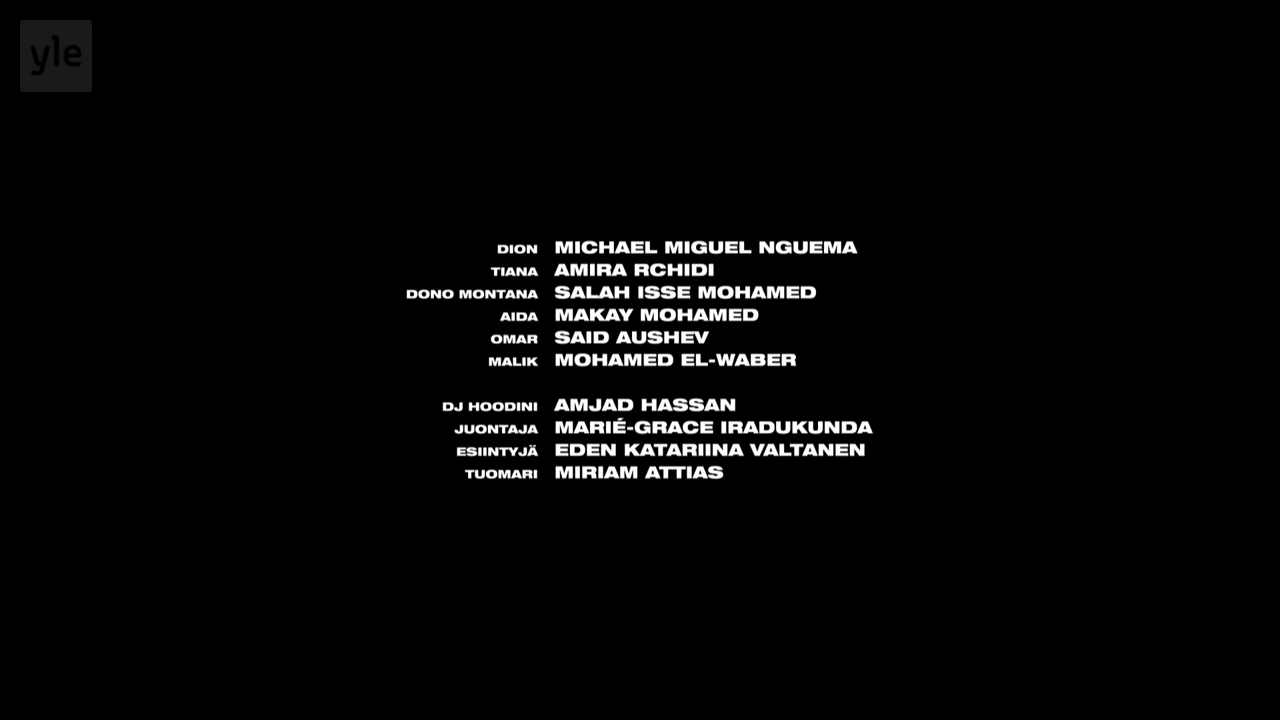 yle
DION MICHAEL MIGUEL NGUEMA
TIANA AMIRA RCHIDI
DONO MONTANA SALAH ISSE MOHAMED
AIDA MAKAY MOHAMED
OMAR SAID AUSHEV
MALIK MOHAMED EL-WABER
DJ HOODINI AMJAD HASSAN
JUONTAJA MARIÉ-GRACE IRADUKUNDA
ESIINTYJÄ EDEN KATARIINA VALTANEN
TUOMARI MIRIAM ATTIAS